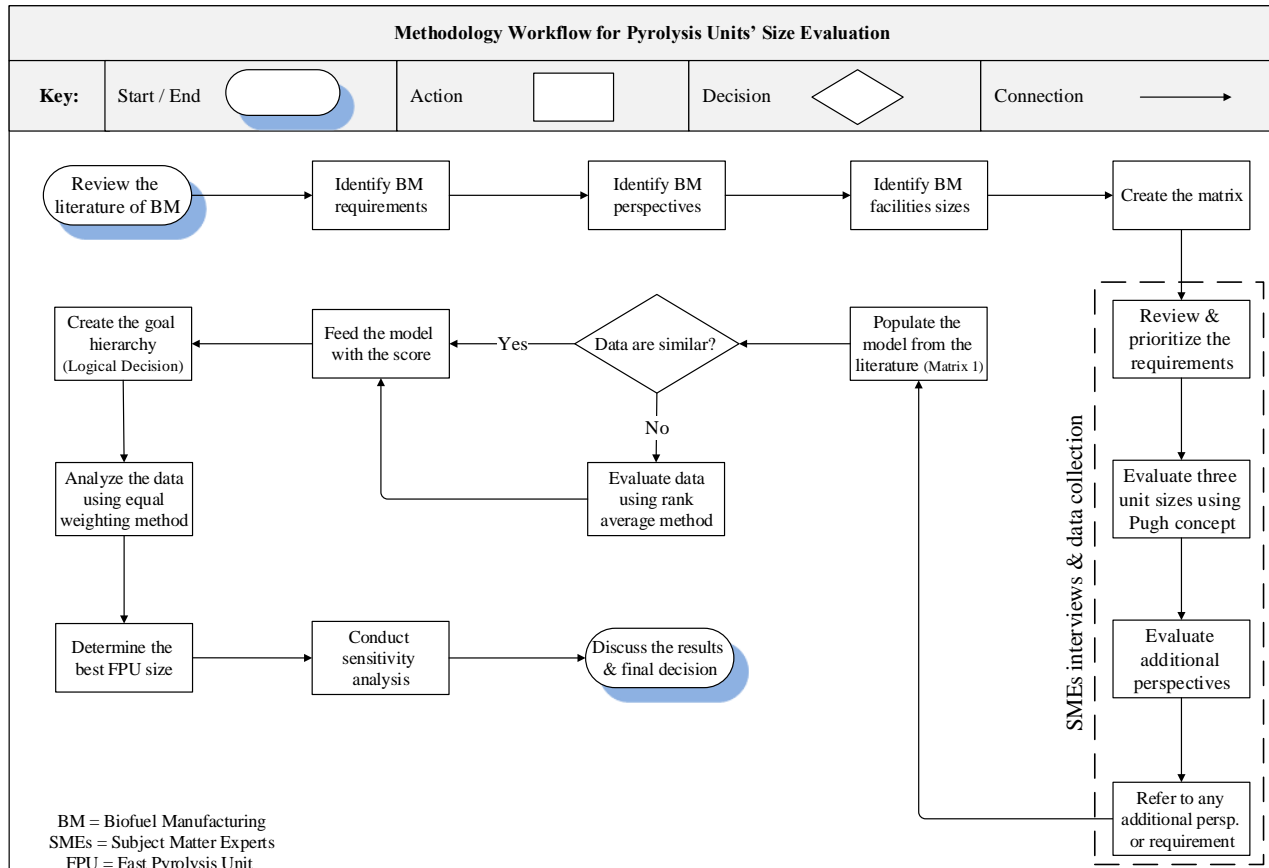 Methodology Workflow for Pyrolysis Units' Size Evaluation
Key:
Start / End
Action
Decision
Connection
Review the
literature of BM
Identify BM
requirements
Identify BM
perspectives
Identify BM
facilities sizes
Create the matrix
Create the goal
hierarchy
(Logical Decision)
Feed the model
with the score
Yes
Data are similar?
Populate the
model from the
literature (Matrix 1)
Review &
prioritize the
requirements
No
Analyze the data
using equal
weighting method
Evaluate data
using rank
average method
Evaluate three
unit sizes using
Pugh concept
SMEs interviews & data collection
Determine the
best FPU size
Conduct
sensitivity
analysis
Discuss the results
& final decision
Evaluate
additional
perspectives
Refer to any
additional persp.
or requirement
BM = Biofuel Manufacturing
SMEs = Subject Matter Experts
FPU = Fast Pyrolysis Unit